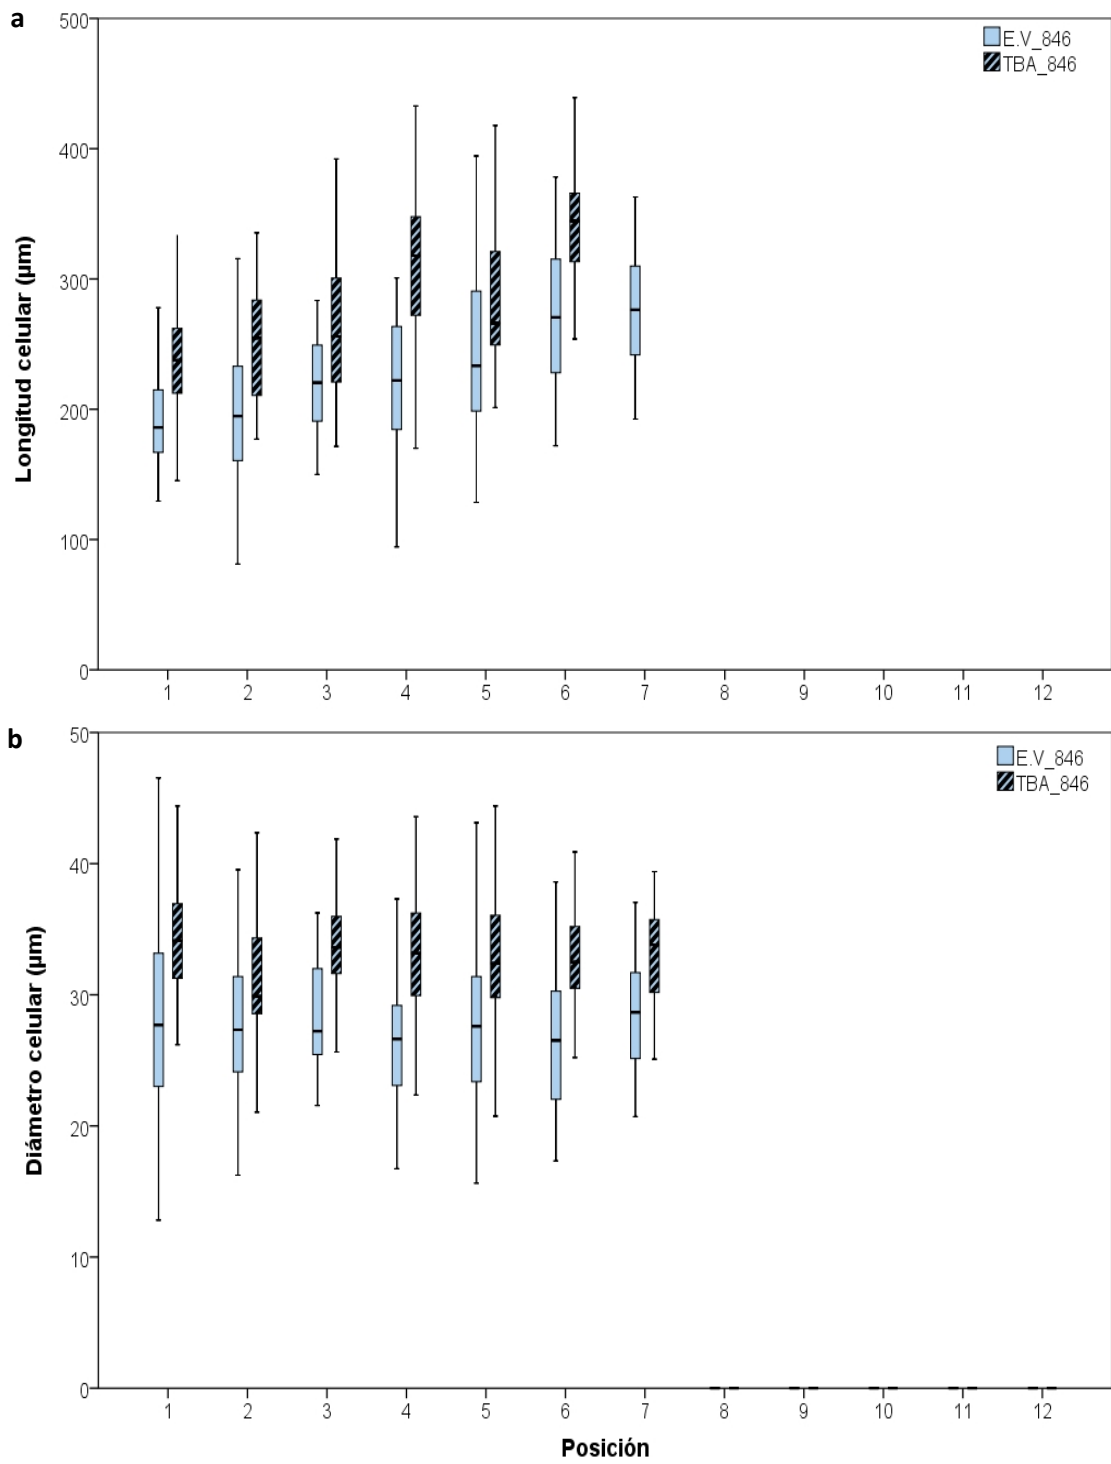 a
500
400
300
200
100
0
Longitud celular (µm)
E.V_846
TBA_846
1 2 3 4 5 6 7 8 9 10 11 12
b
50
40
30
20
10
0
Diámetro celular (µm)
E.V_846
TBA_846
1 2 3 4 5 6 7 8 9 10 11 12
Posición